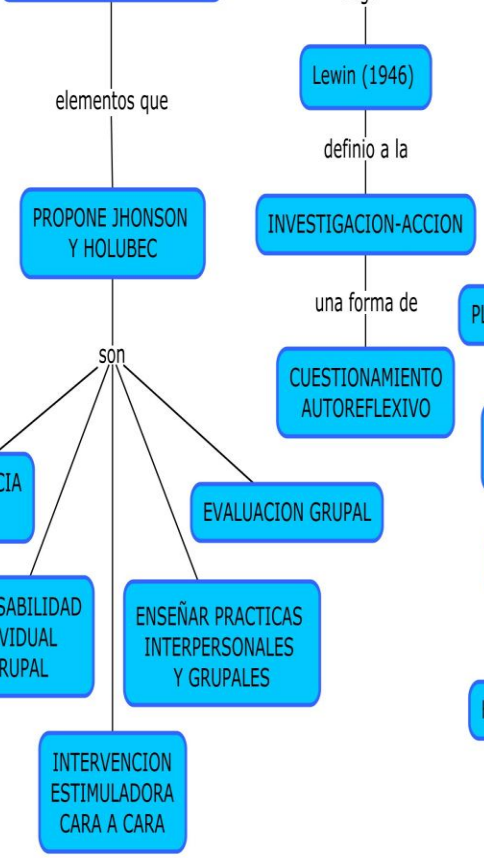 elementos que
PROPONE JHONSON
Y HOLUBEC
son
EVALUACION GRUPAL
ENSEÑAR PRACTICAS
INTERPERSONALES
Y GRUPALES
INTERVENCION
ESTIMULADORA
CARA A CARA
Lewin (1946)
definio a la
INVESTIGACION-ACCION
una forma de
CUESTIONAMIENTO
AUTOREFLEXIVO